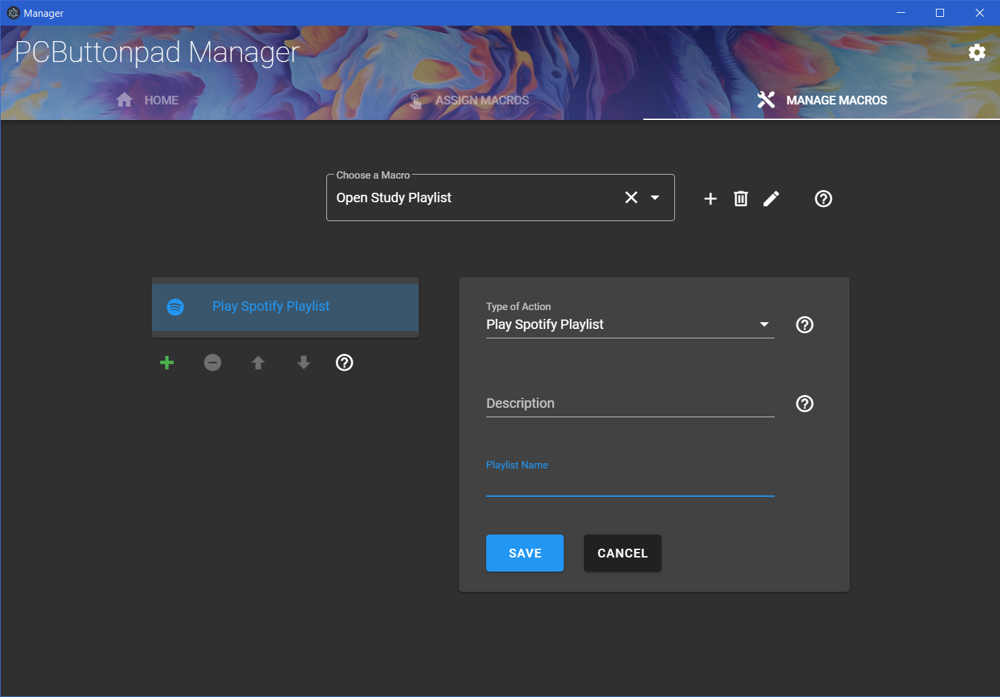 Manager
PCButtonpad Manager
HOME
ASSIGN MACROS
MANAGE MACROS
Choose a Macro
Open Study Playlist
Play Spotify Playlist
Type of Action
Play Spotify Playlist
Description
Playlist Name
SAVE
CANCEL